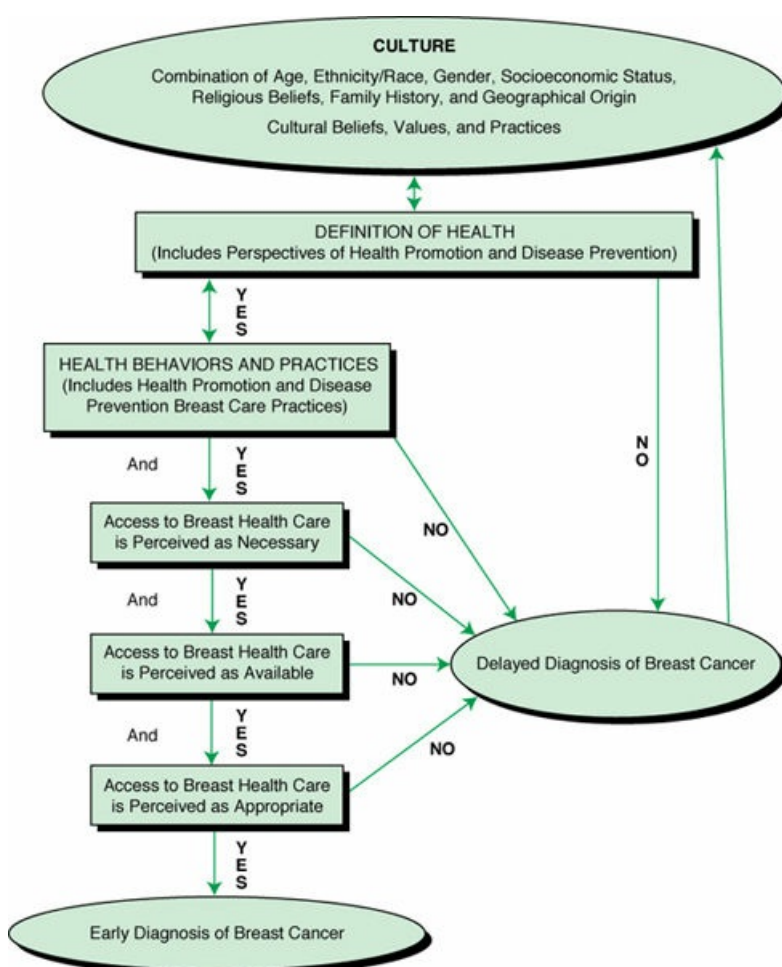 CULTURE
Combination of Age, Ethnicity/Race, Gender, Socioeconomic Status,
Religious Beliefs, Family History, and Geographical Origin
Cultural Beliefs, Values, and Practices
DEFINITION OF HEALTH
(Includes Perspectives of Health Promotion and Disease Prevention)
YES
HEALTH BEHAVIORS AND PRACTICES
(Includes Health Promotion and Disease
Prevention Breast Care Practices)
NO
And
YES
NO
Access to Breast Health Care
is Perceived as Necessary
And
YES
NO
Access to Breast Health Care
is Perceived as Available
NO
Delayed Diagnosis of Breast Cancer
And
YES
NO
Access to Breast Health Care
is Perceived as Appropriate
YES
Early Diagnosis of Breast Cancer